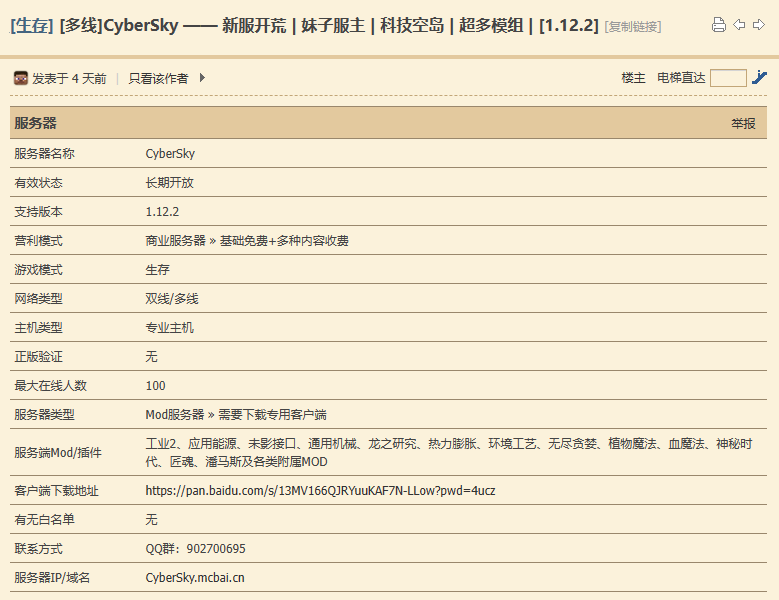 [生存] [多线]CyberSky —— 新服开荒 | 妹子服主 | 科技空岛 | 超多模组 | [1.12.2] [复制链接]
发表于 4 天前 | 只看该作者 楼主 电梯直达
服务器 举报
服务器名称 CyberSky
有效状态 长期开放
支持版本 1.12.2
营利模式 商业服务器 » 基础免费+多种内容收费
游戏模式 生存
网络类型 双线/多线
主机类型 专业主机
正版验证 无
最大在线人数 100
服务器类型 Mod服务器 » 需要下载专用客户端
服务端Mod/插件 工业2、应用能源、末影接口、通用机械、龙之研究、热力膨胀、环境工艺、无尽贪婪、植物魔法、血魔法、神秘时
代、匠魂、潘马斯及各类附属MOD
客户端下载地址 https://pan.baidu.com/s/13MV166QJRYuuKAF7N-LLow?pwd=4ucz
有无白名单 无
联系方式 QQ群：902700695
服务器IP/域名 CyberSky.mcbai.cn